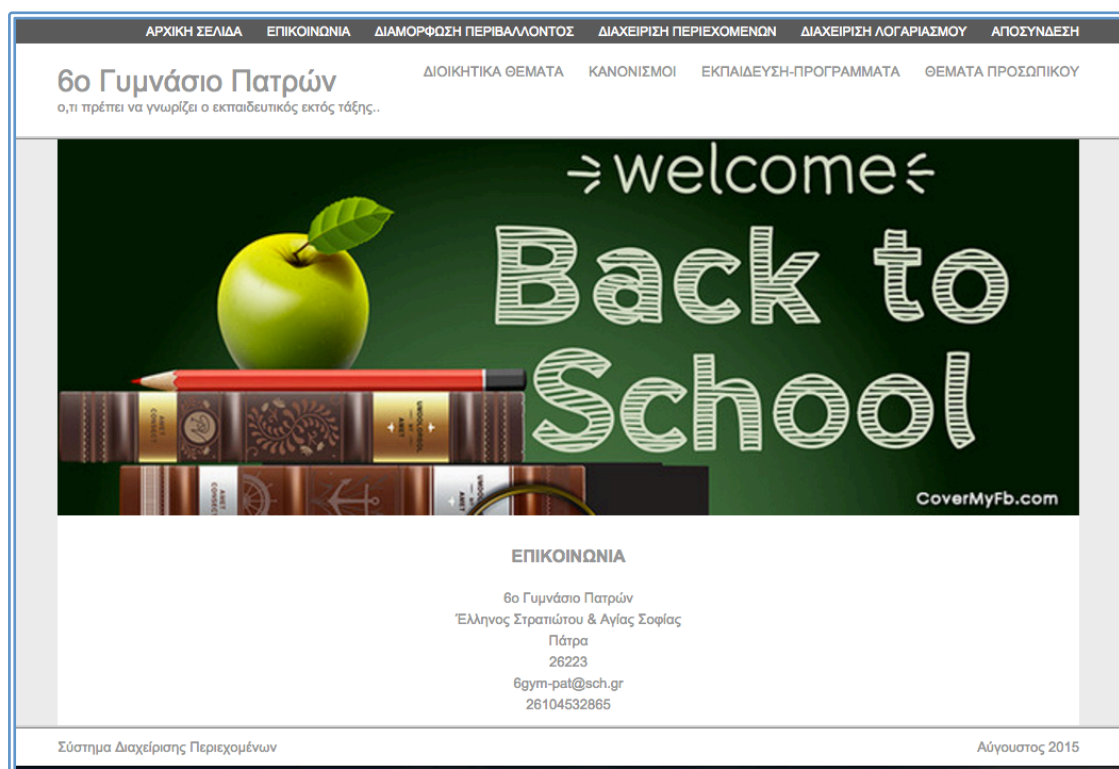 ΑΡΧΙΚΗ ΣΕΛΙΔΑ ΕΠΙΚΟΙΝΩΝΙΑ ΔΙΑΜΟΡΦΩΣΗ ΠΕΡΙΒΑΛΛΟΝΤΟΣ ΔΙΑΧΕΙΡΙΣΗ ΠΕΡΙΕΧΟΜΕΝΩΝ ΔΙΑΧΕΙΡΙΣΗ ΛΟΓΑΡΙΑΣΜΟΥ ΑΠΟΣΥΝΔΕΣΗ
6ο Γυμνάσιο Πατρών
ο,τι πρέπει να γνωρίζει ο εκπαιδευτικός εκτός τάξης..
ΔΙΟΙΚΗΤΙΚΑ ΘΕΜΑΤΑ ΚΑΝΟΝΙΣΜΟΙ ΕΚΠΑΙΔΕΥΣΗ-ΠΡΟΓΡΑΜΜΑΤΑ ΘΕΜΑΤΑ ΠΡΟΣΩΠΙΚΟΥ
welcome
Back to
School
CoverMyFb.com
ΕΠΙΚΟΙΝΩΝΙΑ
6ο Γυμνάσιο Πατρών
Έλληνος Στρατιώτου & Αγίας Σοφίας
Πάτρα
26223
6gym-pat@sch.gr
26104532865
Σύστημα Διαχείρισης Περιεχομένων Αύγουστος 2015